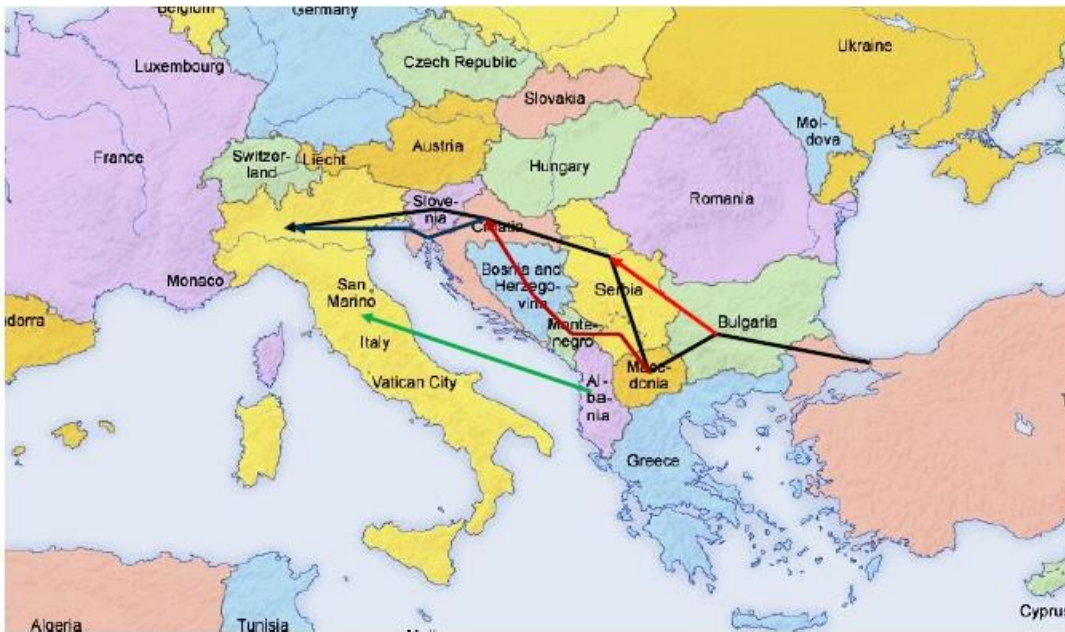 Belgium
Germany
Ukraine
Luxembourg
Czech Republic
Slovakia
Mol-
dova
France
Switzer-
land
Liecht
Austria
Hungary
Romania
Slove-
nia
Croatia
Monaco
San
Marino
Bosnia and
Herzego-
vina
Serbia
Italy
Monte-
negro
Bulgaria
Vatican City
Mace-
donia
Al-
ba-
nia
Greece
ndorra
Algeria
Tunisia
Cyprus